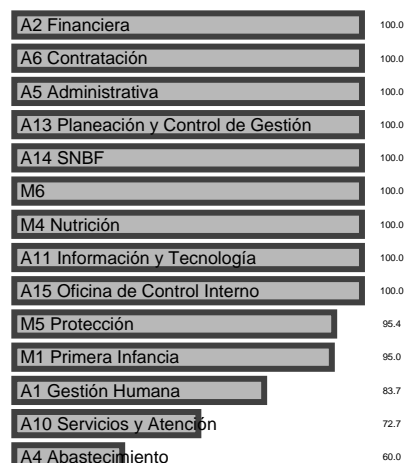 A2 Financiera 100.0
A6 Contratación 100.0
A5 Administrativa 100.0
A13 Planeación y Control de Gestión 100.0
A14 SNBF 100.0
M6 100.0
M4 Nutrición 100.0
A11 Información y Tecnología 100.0
A15 Oficina de Control Interno 100.0
M5 Protección 95.4
M1 Primera Infancia 95.0
A1 Gestión Humana 83.7
A10 Servicios y Atención 72.7
A4 Abastecimiento 60.0